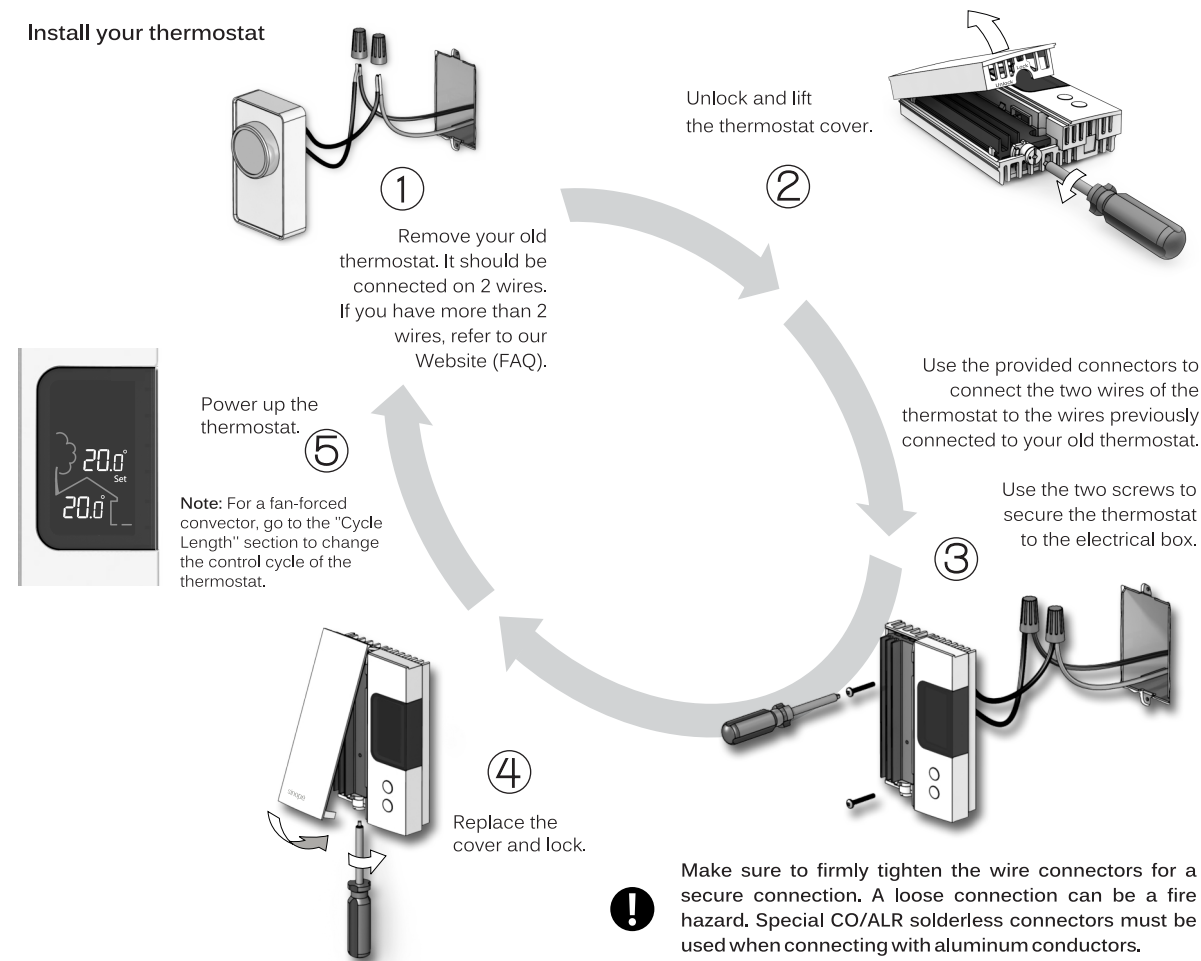 Install your thermostat
①
Remove your old
thermostat. It should be
connected on 2 wires.
If you have more than 2
wires, refer to our
Website (FAQ).
Unlock and lift
the thermostat cover.
②
Unlock
Use the provided connectors to
connect the two wires of the
thermostat to the wires previously
connected to your old thermostat.
Use the two screws to
secure the thermostat
to the electrical box.
③
④
Replace the
cover and lock.
sinopé
Power up the
thermostat.
⑤
Note: For a fan-forced
convector, go to the "Cycle
Length" section to change
the control cycle of the
thermostat.
20.0°
Set
20.0°
Make sure to firmly tighten the wire connectors for a
secure connection. A loose connection can be a fire
hazard. Special CO/ALR solderless connectors must be
used when connecting with aluminum conductors.